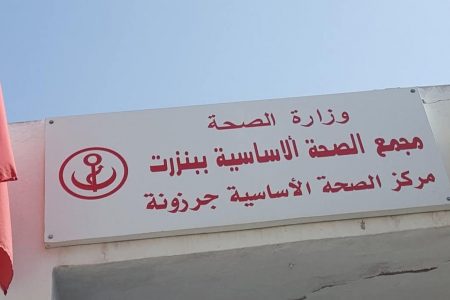 وزارة الصحة
مجمع الصحة الاساسية ببنزرت
مركز الصحة الأساسية جرزونة